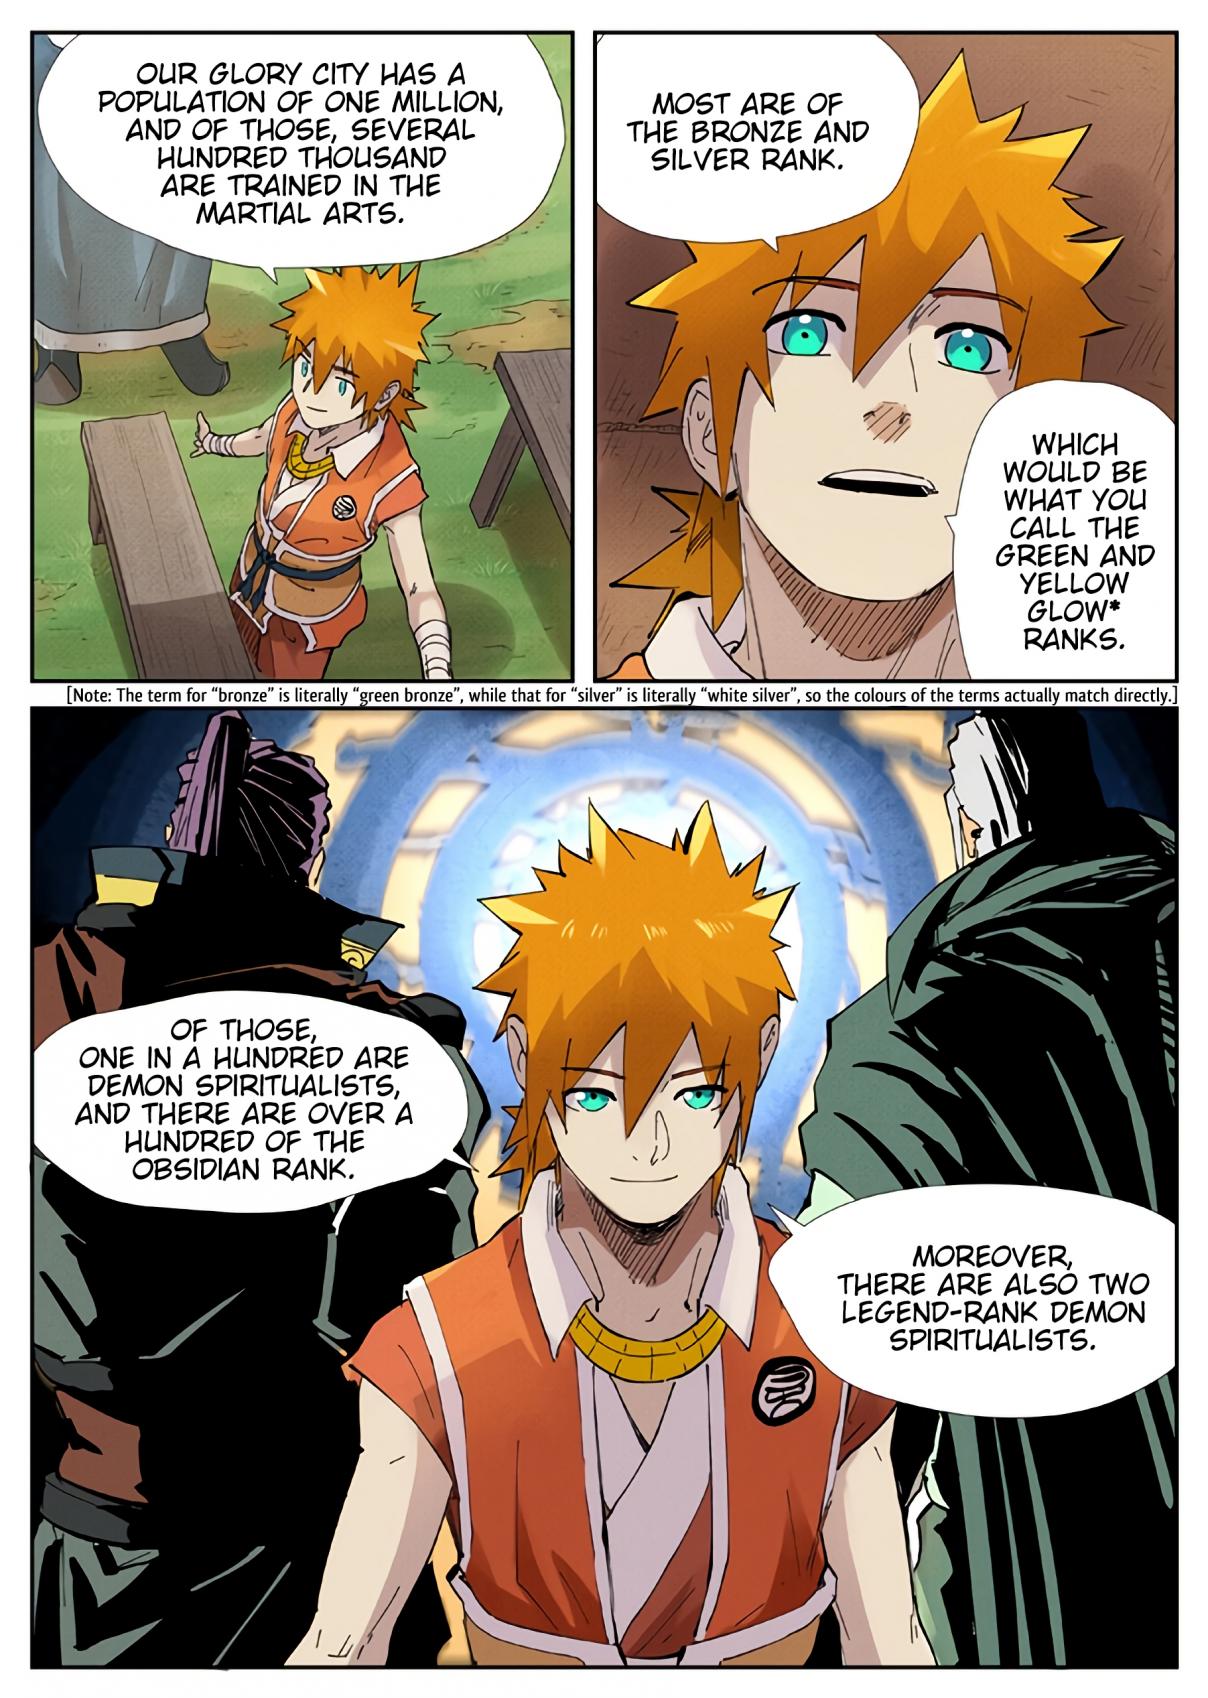 OUR GLORY CITY HAS A
POPULATION OF ONE MILLION,
AND OF THOSE, SEVERAL
HUNDRED THOUSAND
ARE TRAINED IN THE
MARTIAL ARTS.
MOST ARE OF
THE BRONZE AND
SILVER RANK.
WHICH
WOULD BE
WHAT YOU
CALL THE
GREEN AND
YELLOW
GLOW*
RANKS.
[Note: The term for “bronze” is literally “green bronze”, while that for “silver” is literally “white silver”, so the colours of the terms actually match directly.]
OF THOSE,
ONE IN A HUNDRED ARE
DEMON SPIRITUALISTS,
AND THERE ARE OVER A
HUNDRED OF THE
OBSIDIAN RANK.
MOREOVER,
THERE ARE ALSO TWO
LEGEND-RANK DEMON
SPIRITUALISTS.